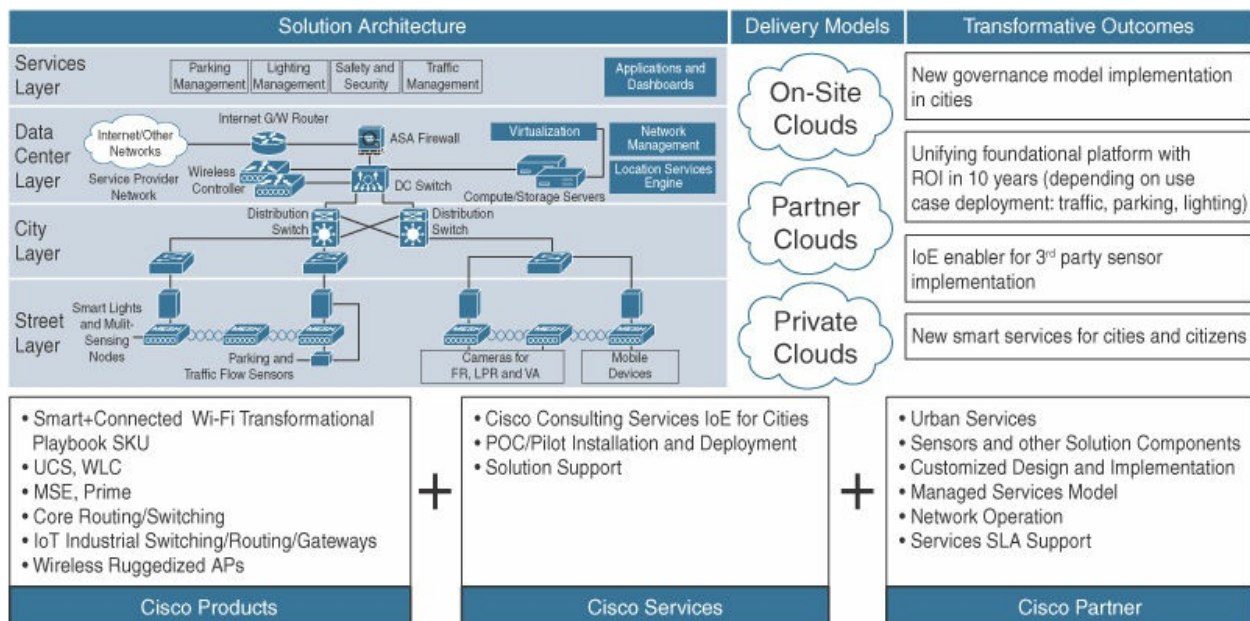 Solution Architecture
Delivery Models
Transformative Outcomes
Services
Layer
Parking
Management
Lighting
Management
Safety and
Security
Traffic
Management
Applications and
Dashboards
Data
Center
Layer
Internet/Other
Networks
Service Provider
Network
Internet G/W Router
ASA Firewall
Wireless
Controller
DC Switch
Virtualization
Compute/Storage Servers
Network
Management
Location Services
Engine
City
Layer
Distribution
Switch
Distribution
Switch
Street
Layer
Smart Lights
and Mulit-
Sensing
Nodes
Parking and
Traffic Flow Sensors
Cameras for
FR, LPR and VA
Mobile
Devices
On-Site
Clouds
Partner
Clouds
Private
Clouds
New governance model implementation
in cities
Unifying foundational platform with
ROI in 10 years (depending on use
case deployment: traffic, parking, lighting)
IoE enabler for 3rd party sensor
implementation
New smart services for cities and citizens
• Smart+Connected Wi-Fi Transformational
Playbook SKU
• UCS, WLC
• MSE, Prime
• Core Routing/Switching
• IoT Industrial Switching/Routing/Gateways
• Wireless Ruggedized APs
Cisco Products
+
• Cisco Consulting Services IoE for Cities
• POC/Pilot Installation and Deployment
• Solution Support
Cisco Services
+
• Urban Services
• Sensors and other Solution Components
• Customized Design and Implementation
• Managed Services Model
• Network Operation
• Services SLA Support
Cisco Partner